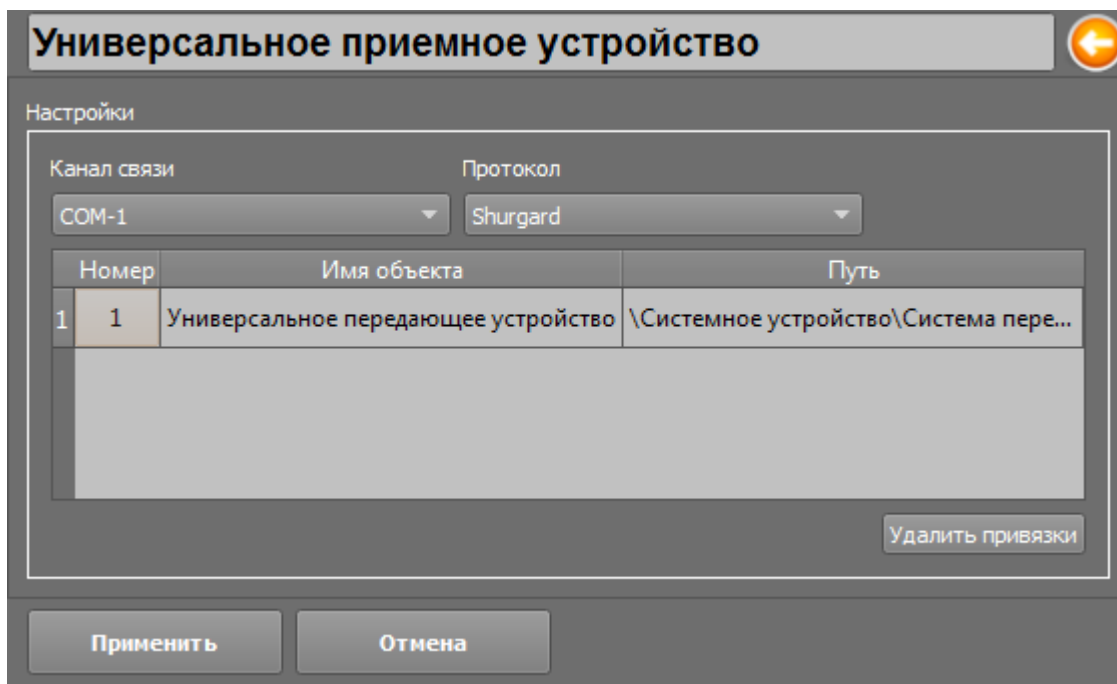 Универсальное приемное устройство
Настройки
Канал связи Протокол
COM-1 Shurgard
Номер Имя объекта Путь
1 1 Универсальное передающее устройство \Системное устройство\Система пере...
Удалить привязки
Применить Отмена